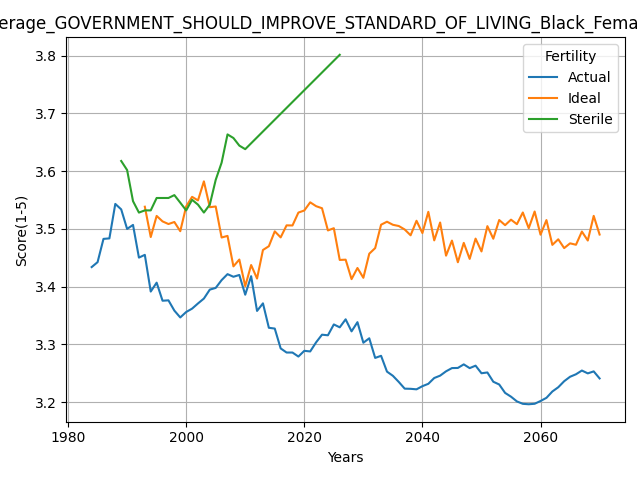 erage_GOVERNMENT_SHOULD_IMPROVE_STANDARD_OF_LIVING_Black_Fema
Score(1-5)
3.8
3.7
3.6
3.5
3.4
3.3
3.2
Fertility
Actual
Ideal
Sterile
1980 2000 2020 2040 2060
Years